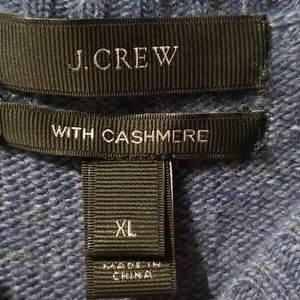 J.CREW
WITH CASHMERE
XL
MADE IN
CHINA